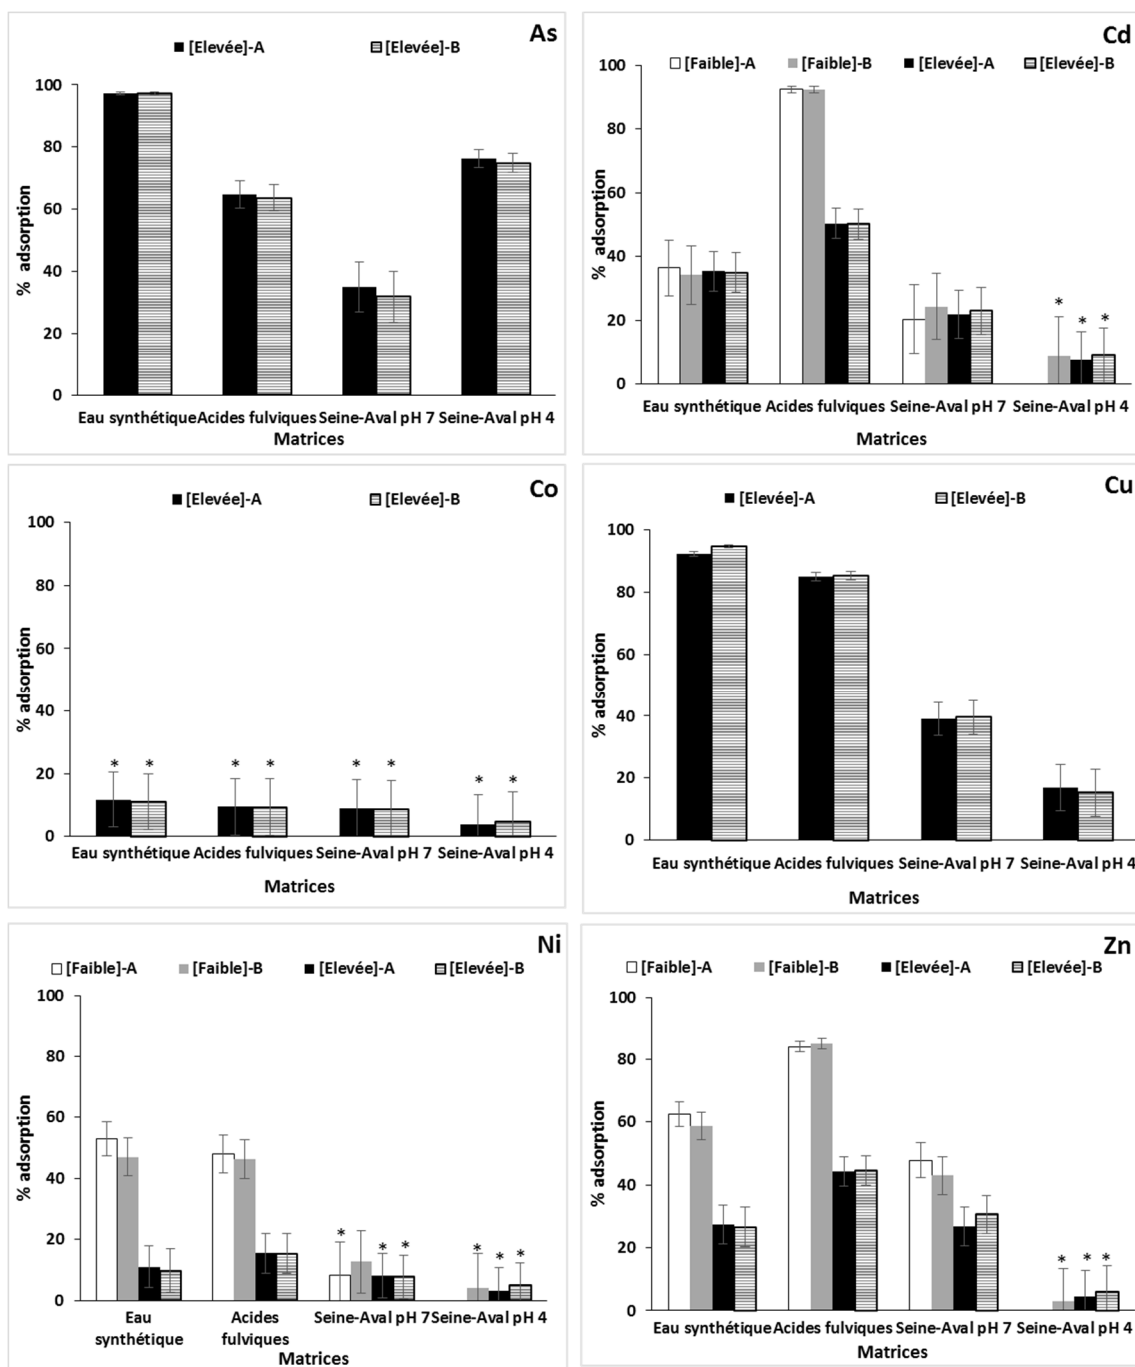 As
[Elevée]-A [Elevée]-B
100
80
60
40
20
0
% adsorption
Eau synthétique Acides fulviques Seine-Aval pH 7 Seine-Aval pH 4
Matrices
Cd
[Faible]-A [Faible]-B [Elevée]-A [Elevée]-B
100
80
60
40
20
0
% adsorption
* * *
Eau synthétique Acides fulviques Seine-Aval pH 7 Seine-Aval pH 4
Matrices
Co
[Elevée]-A [Elevée]-B
100
80
60
40
20
0
% adsorption
* * * * * * * *
Eau synthétique Acides fulviques Seine-Aval pH 7 Seine-Aval pH 4
Matrices
Cu
[Elevée]-A [Elevée]-B
100
80
60
40
20
0
% adsorption
Eau synthétique Acides fulviques Seine-Aval pH 7 Seine-Aval pH 4
Matrices
Ni
[Faible]-A [Faible]-B [Elevée]-A [Elevée]-B
100
80
60
40
20
0
% adsorption
* * * * * *
Eau Acides Seine-Aval pH 7 Seine-Aval pH 4
synthétique fulviques
Matrices
Zn
[Faible]-A [Faible]-B [Elevée]-A [Elevée]-B
100
80
60
40
20
0
% adsorption
* * *
Eau synthétique Acides fulviques Seine-Aval pH 7 Seine-Aval pH 4
Matrices